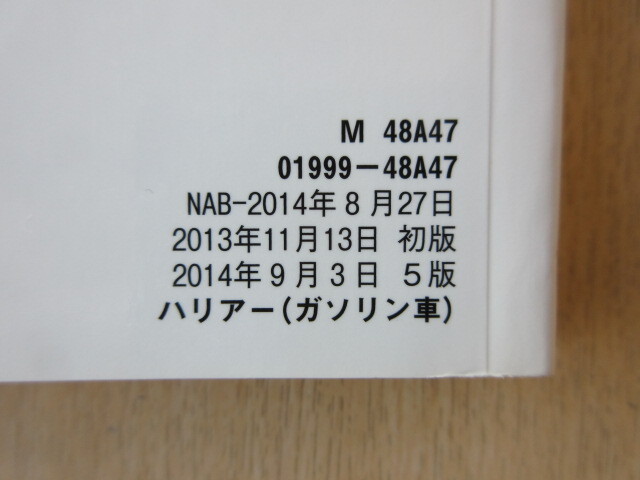 M 48A47
01999-48A47
NAB-2014年8月27日
2013年11月13日 初版
2014年9月3日 5版
ハリアー(ガソリン車)